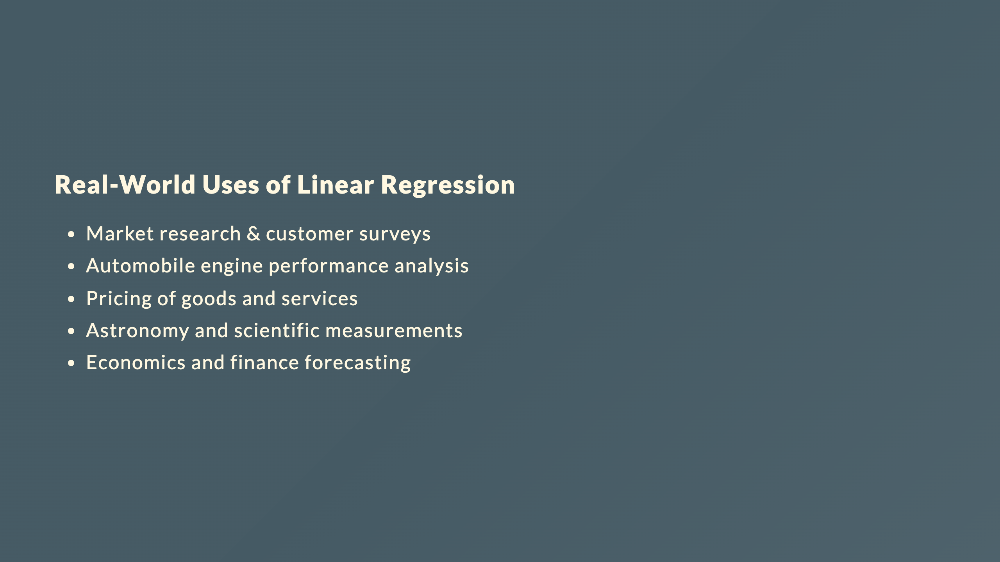 Real-World Uses of Linear Regression
• Market research & customer surveys
• Automobile engine performance analysis
• Pricing of goods and services
• Astronomy and scientific measurements
• Economics and finance forecasting